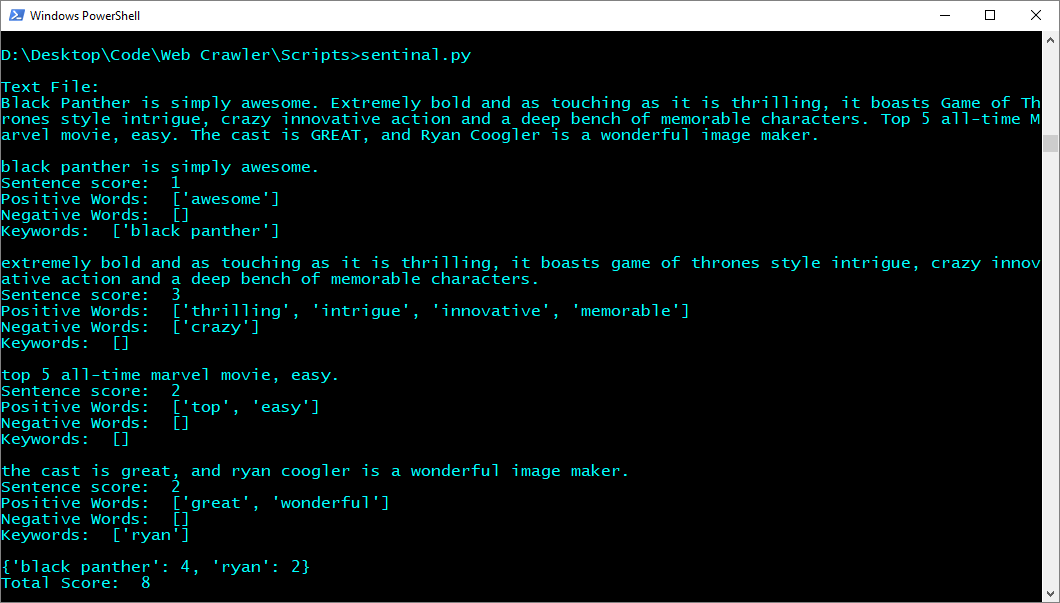 Windows PowerShell
D:\Desktop\Code\Web Crawler\Scripts>sentinal.py
Text File:
Black Panther is simply awesome. Extremely bold and as touching as it is thrilling, it boasts Game of Th
rones style intrigue, crazy innovative action and a deep bench of memorable characters. Top 5 all-time M
arvel movie, easy. The cast is GREAT, and Ryan Coogler is a wonderful image maker.
black panther is simply awesome.
Sentence score:  1
Positive Words:  ['awesome']
Negative Words:  []
Keywords:  ['black panther']
extremely bold and as touching as it is thrilling, it boasts game of thrones style intrigue, crazy innov
ative action and a deep bench of memorable characters.
Sentence score:  3
Positive Words:  ['thrilling', 'intrigue', 'innovative', 'memorable']
Negative Words:  ['crazy']
Keywords:  []
top 5 all-time marvel movie, easy.
Sentence score:  2
Positive Words:  ['top', 'easy']
Negative Words:  []
Keywords:  []
the cast is great, and ryan coogler is a wonderful image maker.
Sentence score:  2
Positive Words:  ['great', 'wonderful']
Negative Words:  []
Keywords:  ['ryan']
{'black panther': 4, 'ryan': 2}
Total Score:  8